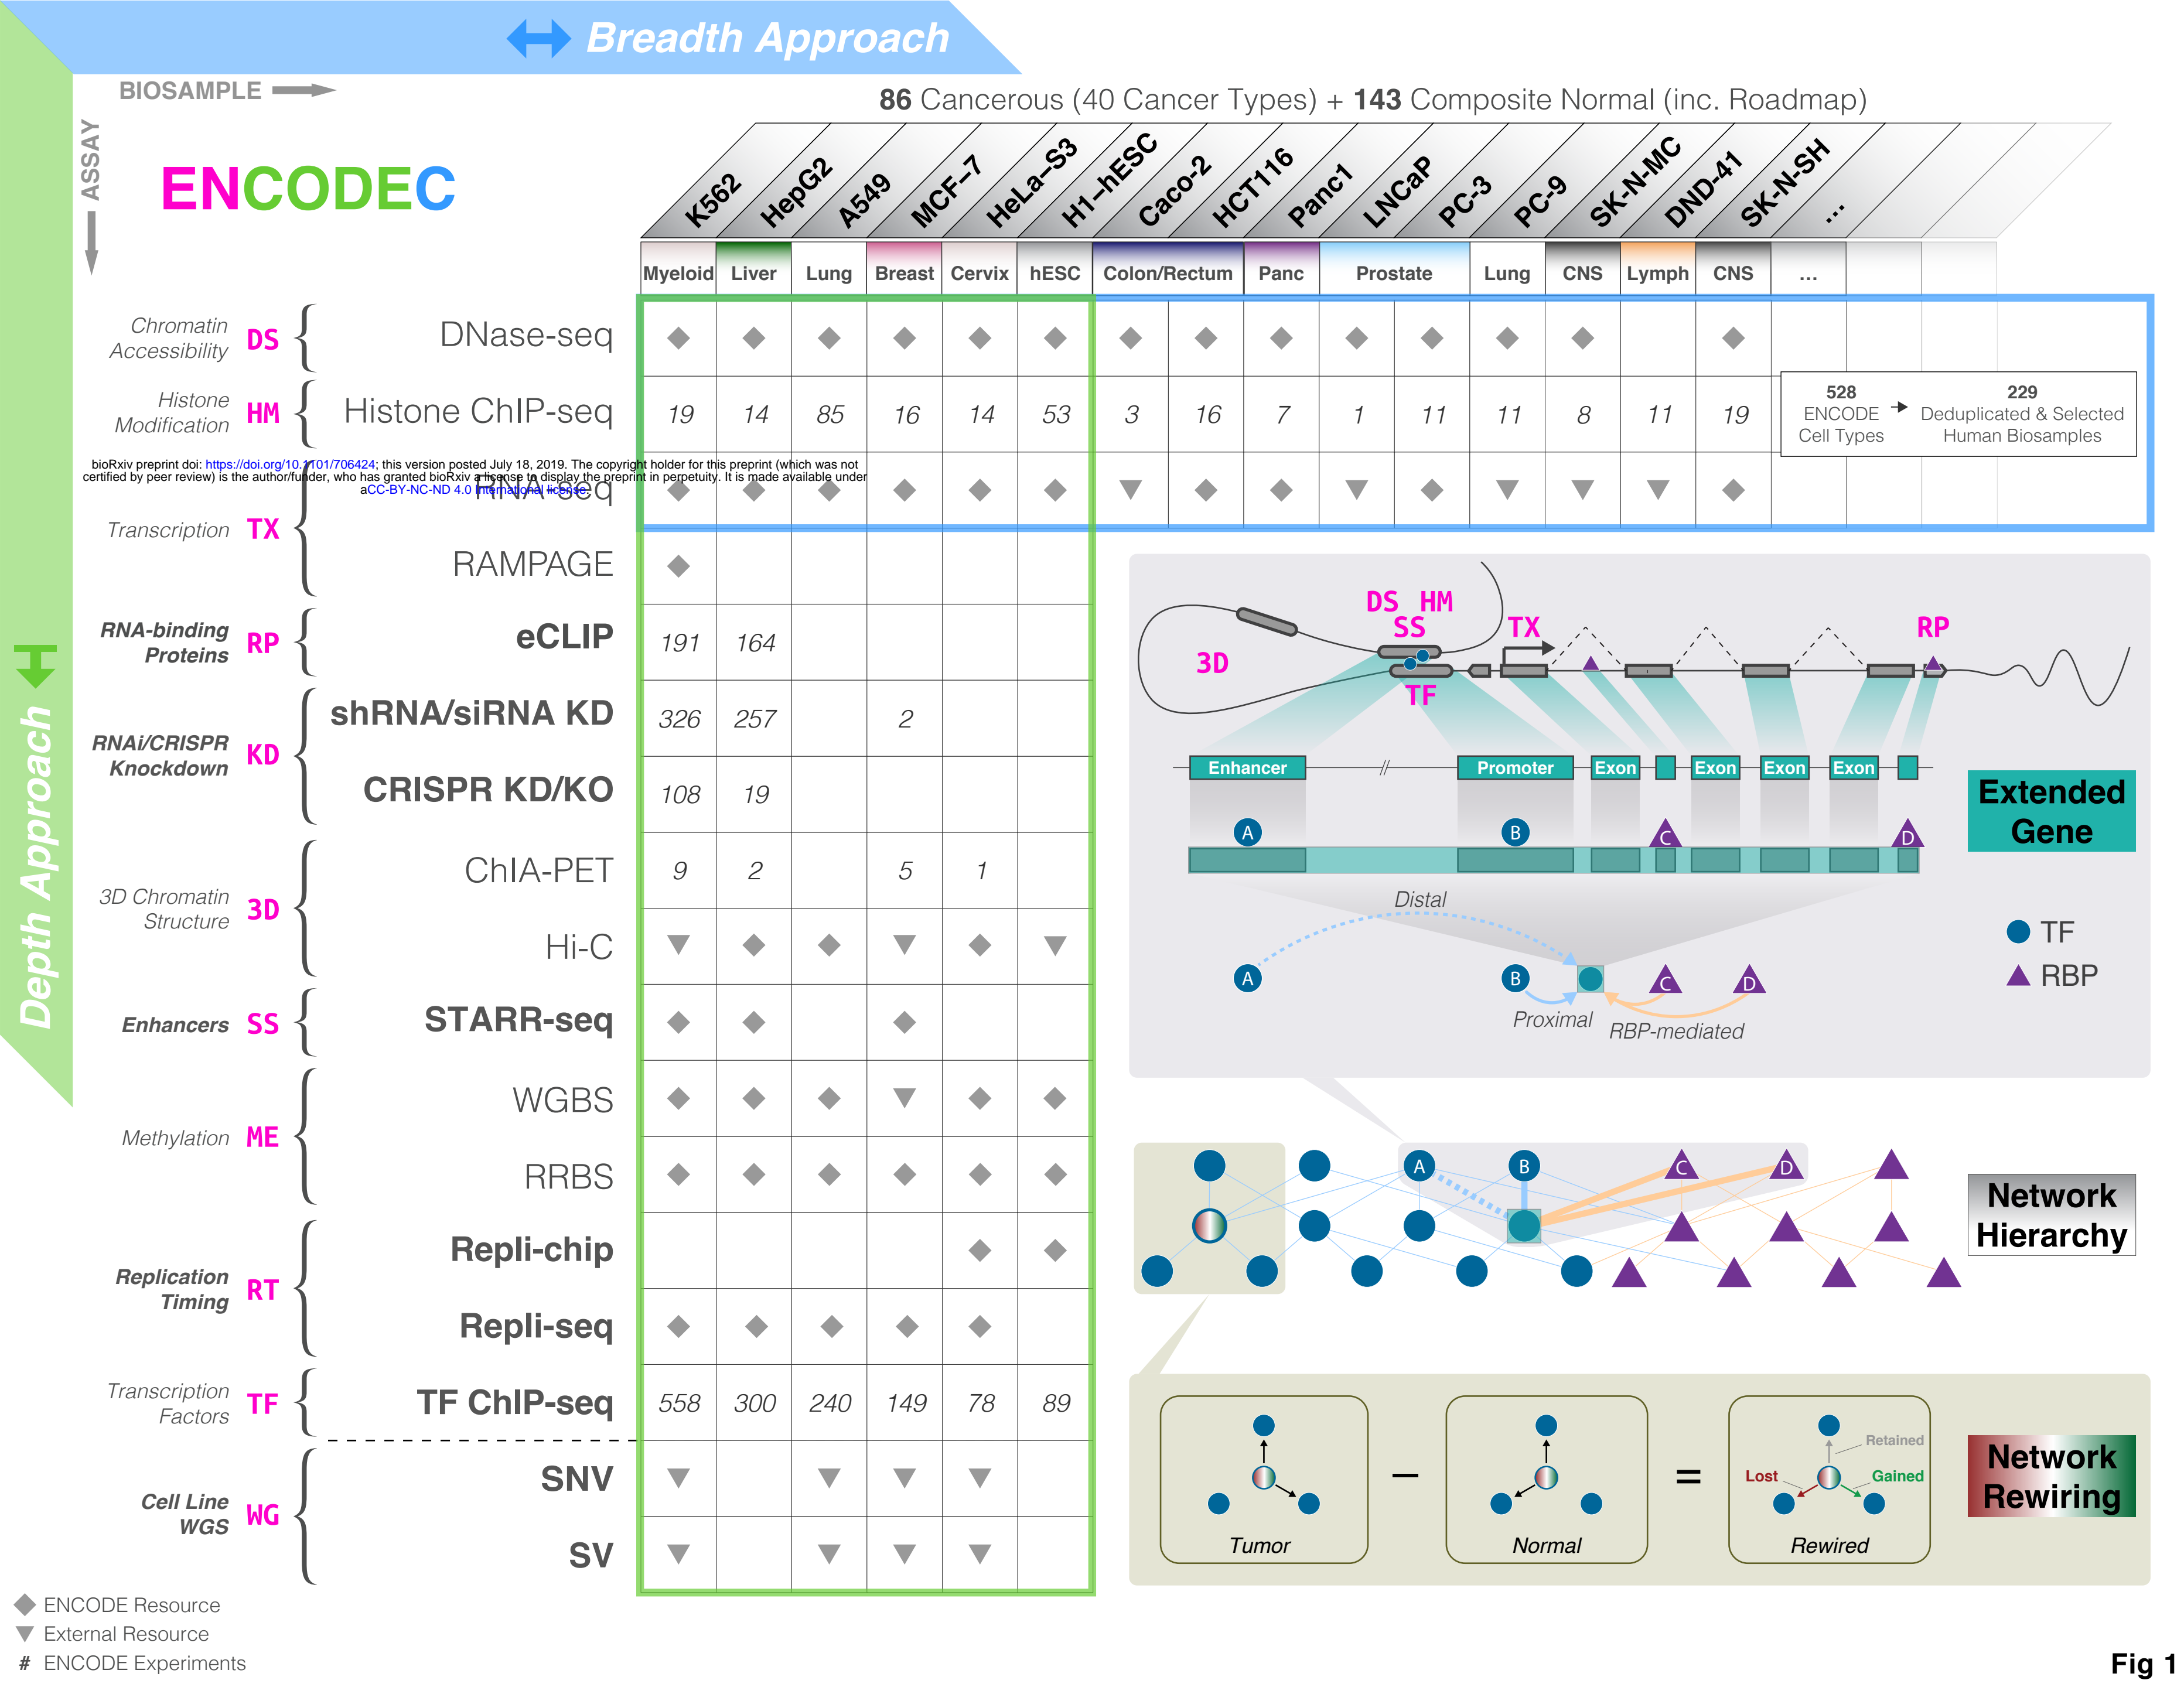 Breadth Approach
BIOSAMPLE
86 Cancerous (40 Cancer Types) + 143 Composite Normal (inc. Roadmap)
ASSAY
ENCODEC
K562 HepG2 A549 MCF–7 HeLa–S3 H1–hESC Caco-2 HCT116 Panc1 LNCaP PC-3 PC-9 SK-N-MC DND-41 SK-N-SH ...
Myeloid Liver Lung Breast Cervix hESC Colon/Rectum Panc Prostate Lung CNS Lymph CNS ...
Chromatin
Accessibility
DS
DNase-seq
Histone
Modification
HM
Histone ChIP-seq
19 14 85 16 14 53 3 16 7 1 11 11 8 11 19
528
ENCODE
Cell Types
229
Deduplicated & Selected
Human Biosamples
bioRxiv preprint doi: https://doi.org/10.1101/706424; this version posted July 18, 2019. The copyright holder for this preprint (which was not
certified by peer review) is the author/funder, who has granted bioRxiv a license to display the preprint in perpetuity. It is made available under
aCC-BY-NC-ND 4.0 International license.
RNA-seq
Transcription
TX
RAMPAGE
RNA-binding
Proteins
RP
eCLIP
191 164
RNAi/CRISPR
Knockdown
KD
shRNA/siRNA KD
326 257 2
CRISPR KD/KO
108 19
3D Chromatin
Structure
3D
ChIA-PET
9 2 5 1
Hi-C
Enhancers
SS
STARR-seq
Methylation
ME
WGBS
RRBS
Replication
Timing
RT
Repli-chip
Repli-seq
Transcription
Factors
TF
TF ChIP-seq
558 300 240 149 78 89
Cell Line
WGS
WG
SNV
SV
Depth Approach
ENCODE Resource
External Resource
# ENCODE Experiments
DS HM
SS
TX
RP
3D
TF
Enhancer // Promoter Exon Exon Exon Exon
Extended
Gene
A B C D
Distal
TF
RBP
A B C D
Proximal
RBP-mediated
A B C D
Network
Hierarchy
Network
Rewiring
Retained
Lost
Gained
– =
Tumor
Normal
Rewired
Fig 1